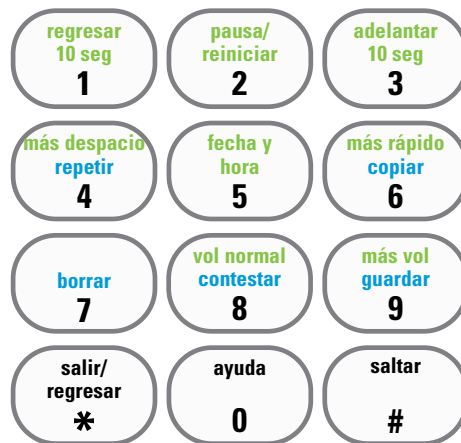 regresar
10 seg
1
pausa/
reiniciar
2
adelantar
10 seg
3
más despacio
repetir
4
fecha y
hora
5
más rápido
copiar
6
borrar
7
vol normal
contestar
8
más vol
guardar
9
salir/
regresar
*
ayuda
0
saltar
#